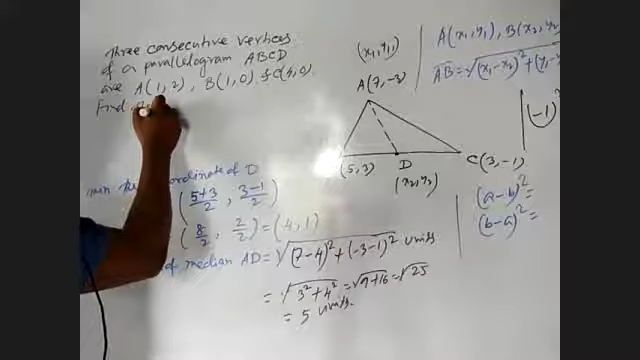 Three consecutive vertices
of a parallelogram ABCD
are A(1,2), B(1,0) & C(4,0)
Find
ordinate of D
(5+3/2, 3-1/2)
(8/2, 2/2) = (4,1)
of median AD = √(7-4)²+(-3-1)² units
= √3²+4² = √9+16 = √25
= 5 units.
(x₁,y₁)
A(7,-3)
(5,3)
D
(x₂,y₂)
C(3,-1)
A(x₁,y₁), B(x₂,y₂
AB = √(x₁-x₂)²+(y₁-y
(-1)²
(a-b)² =
(b-a)² =